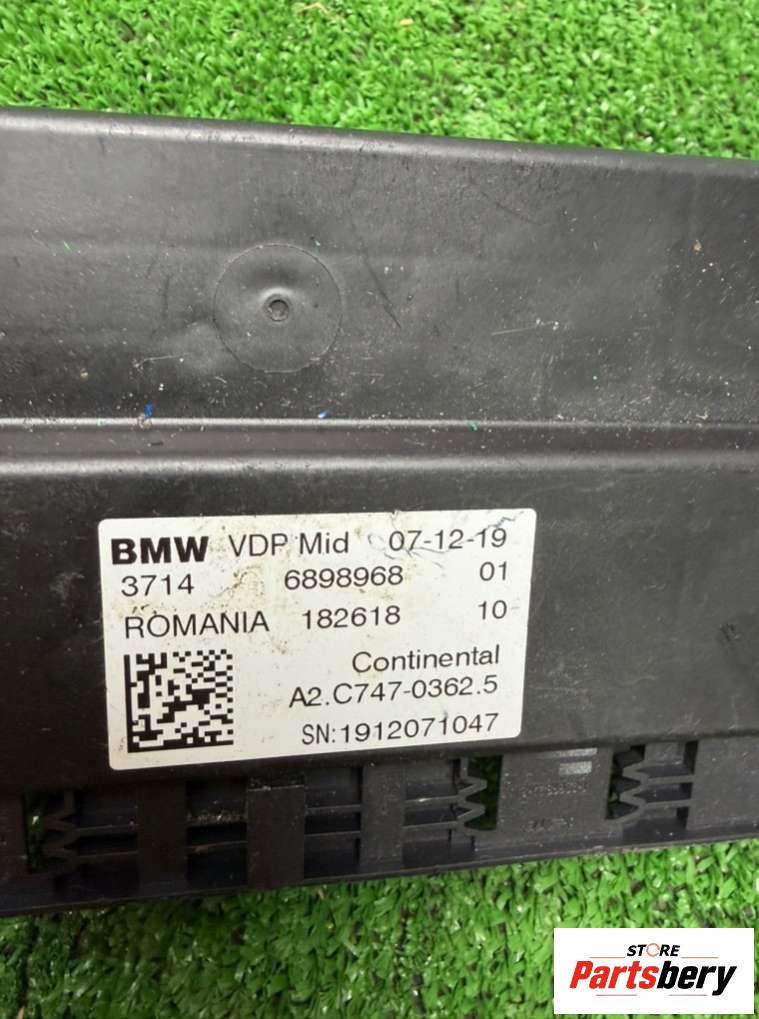 BMW VDP Mid 07-12-19
3714 6898968 01
ROMANIA 182618 10
Continental
A2.C747-0362.5
SN:1912071047
STORE
Partsbery